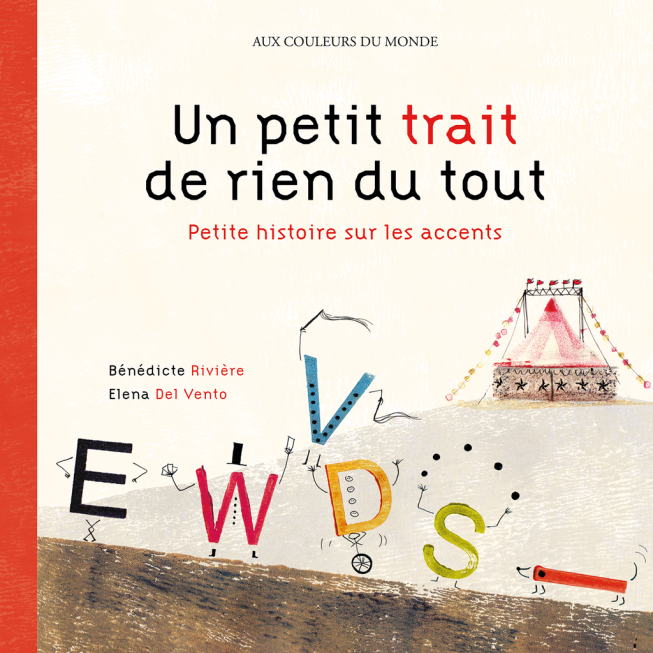 AUX COULEURS DU MONDE
Un petit trait
de rien du tout
Petite histoire sur les accents
Bénédicte Rivière
Elena Del Vento
V
E W D S